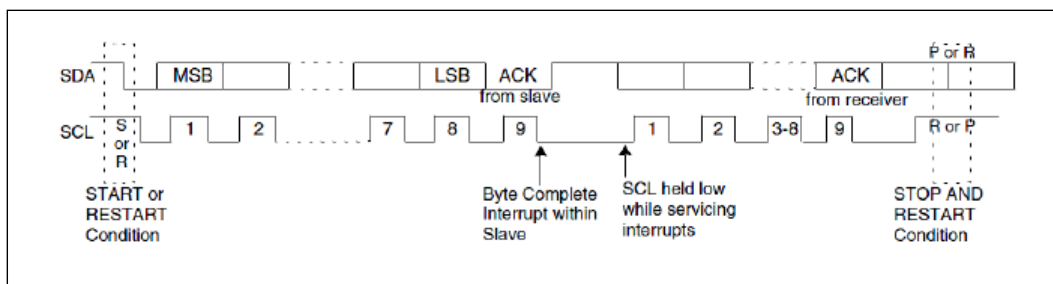 P or R
SDA MSB LSB ACK ACK
from slave from receiver
SCL S or R 1 2 7 8 9 1 2 3-8 9 R or P
START or
RESTART
Condition
Byte Complete
Interrupt within
Slave
SCL held low
while servicing
interrupts
STOP AND
RESTART
Condition